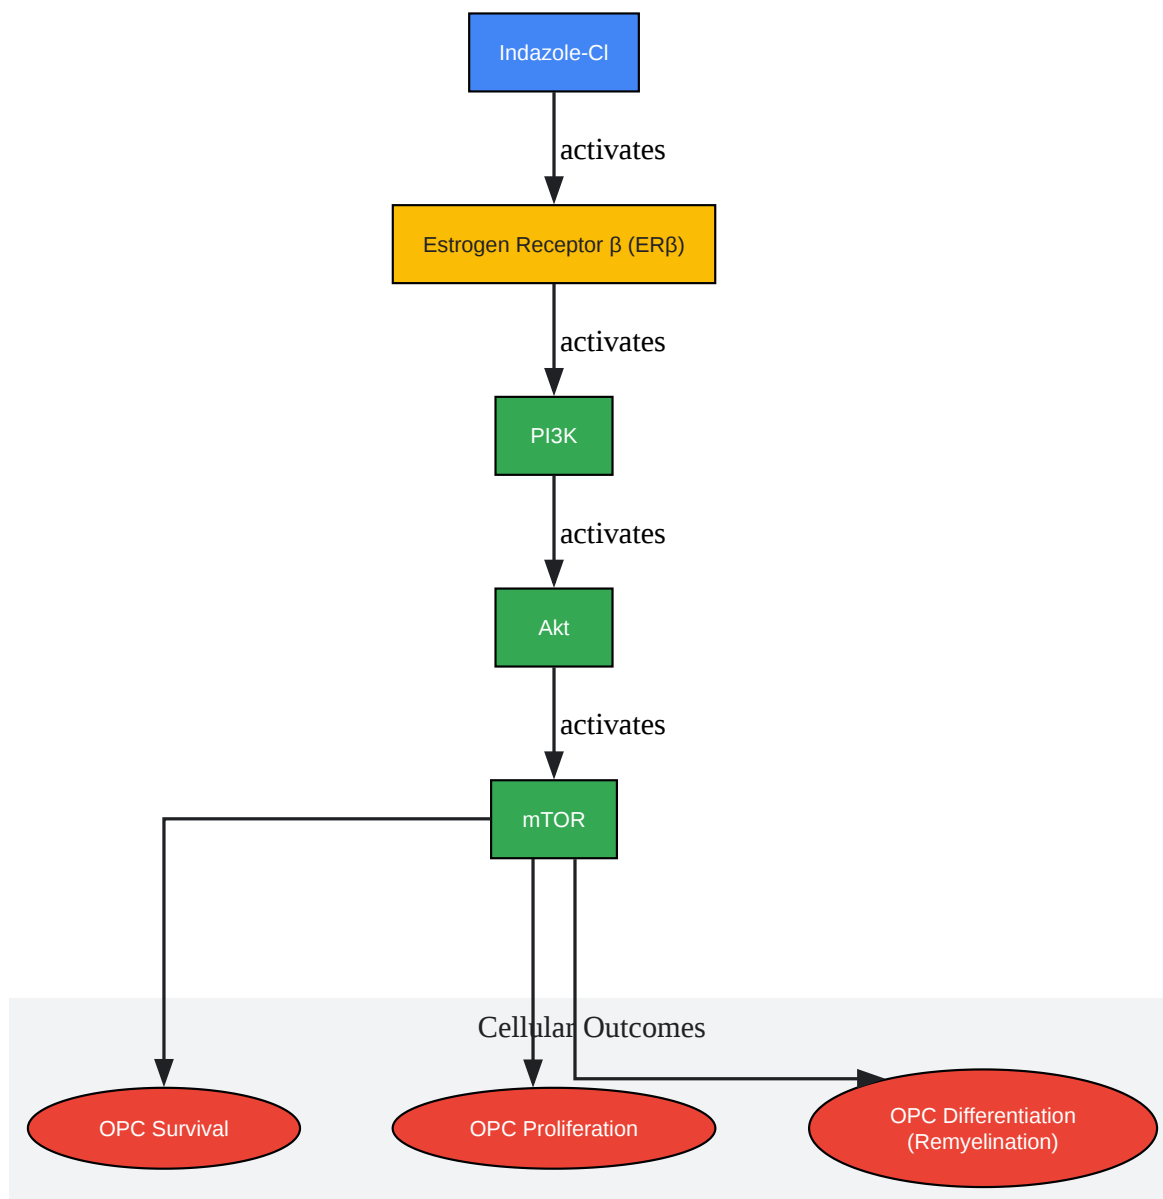 Indazole-Cl
activates
Estrogen Receptor β (ERβ)
activates
PI3K
activates
Akt
activates
mTOR
Cellular Outcomes
OPC Survival
OPC Proliferation
OPC Differentiation
(Remyelination)